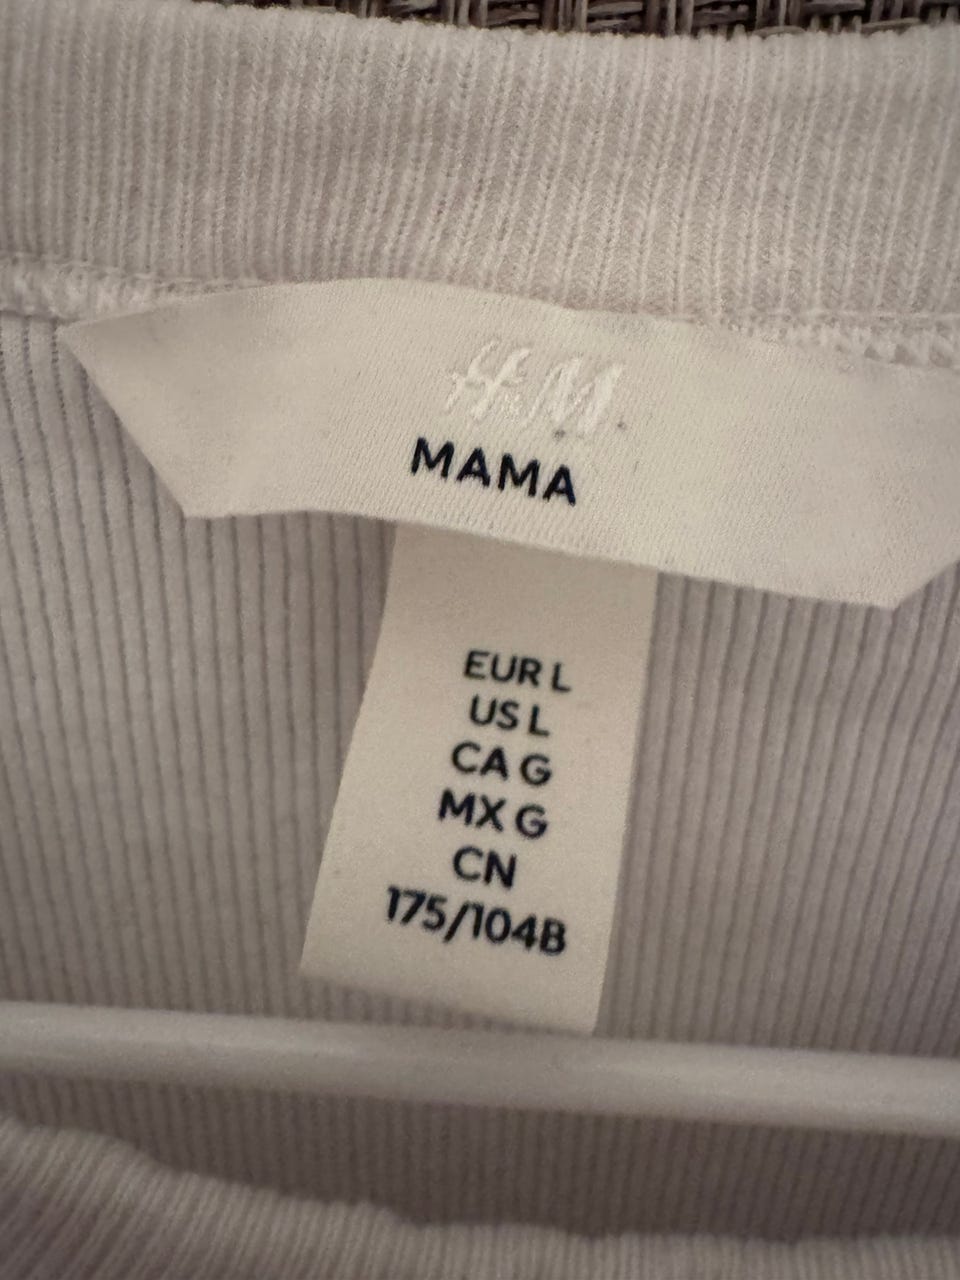 H&M
MAMA
EUR L
US L
CA G
MX G
CN
175/104B